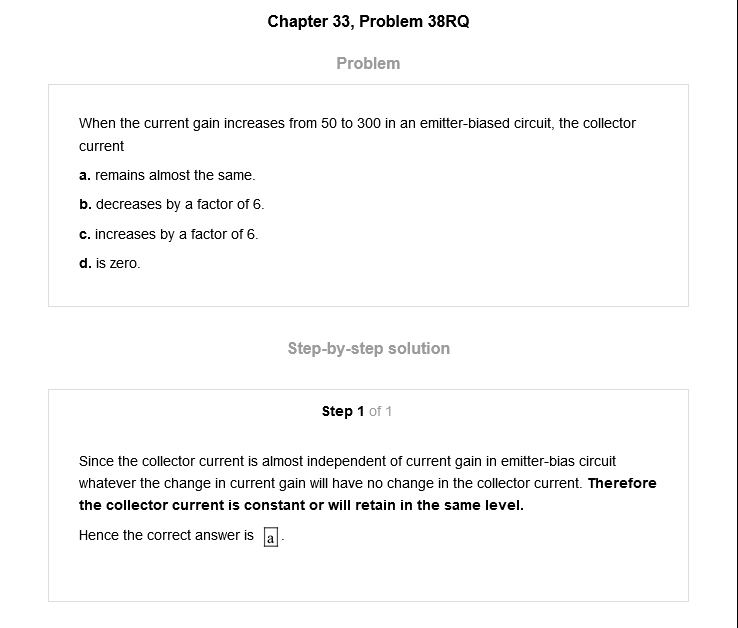 Chapter 33, Problem 38RQ
Problem
When the current gain increases from 50 to 300 in an emitter-biased circuit, the collector
current
a. remains almost the same.
b. decreases by a factor of 6.
c. increases by a factor of 6.
d. is zero.
Step-by-step solution
Step 1 of 1
Since the collector current is almost independent of current gain in emitter-bias circuit
whatever the change in current gain will have no change in the collector current. Therefore
the collector current is constant or will retain in the same level.
Hence the correct answer is a.